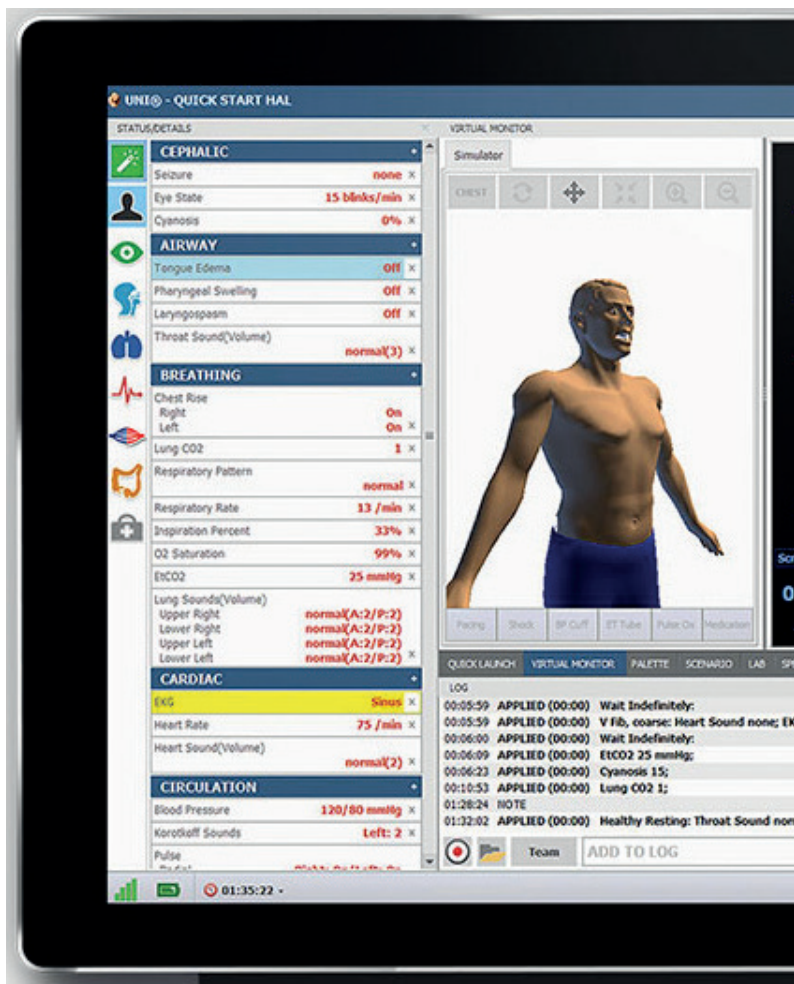 UNI® - QUICK START HAL
STATUS/DETAILS
CEPHALIC
Seizure none ×
Eye State 15 blinks/min ×
Cyanosis 0% ×
AIRWAY
Tongue Edema Off ×
Pharyngeal Swelling Off ×
Laryngospasm Off ×
Throat Sound(Volume)
normal(3) ×
BREATHING
Chest Rise
Right On
Left On ×
Lung CO2 1 ×
Respiratory Pattern
normal ×
Respiratory Rate 13 /min ×
Inspiration Percent 33% ×
O2 Saturation 99% ×
EtCO2 25 mmHg ×
Lung Sounds(Volume)
Upper Right normal(A:2/P:2)
Lower Right normal(A:2/P:2)
Upper Left normal(A:2/P:2)
Lower Left normal(A:2/P:2) ×
CARDIAC
EKG Sinus ×
Heart Rate 75 /min ×
Heart Sound(Volume)
normal(2) ×
CIRCULATION
Blood Pressure 120/80 mmHg ×
Korotkoff Sounds Left: 2 ×
Pulse
01:35:22
VIRTUAL MONITOR
Simulator
CHEST
Pacing Shock BP Cuff ET Tube Pulse Ox Medication
QUICK LAUNCH VIRTUAL MONITOR PALETTE SCENARIO LAB
LOG
00:05:59 APPLIED (00:00) Wait Indefinitely:
00:05:59 APPLIED (00:00) V Fib, coarse: Heart Sound none;
00:06:00 APPLIED (00:00) Wait Indefinitely:
00:06:09 APPLIED (00:00) EtCO2 25 mmHg;
00:06:23 APPLIED (00:00) Cyanosis 15;
00:10:53 APPLIED (00:00) Lung CO2 1;
01:28:24 NOTE
01:32:02 APPLIED (00:00) Healthy Resting: Throat Sound
Team ADD TO LOG